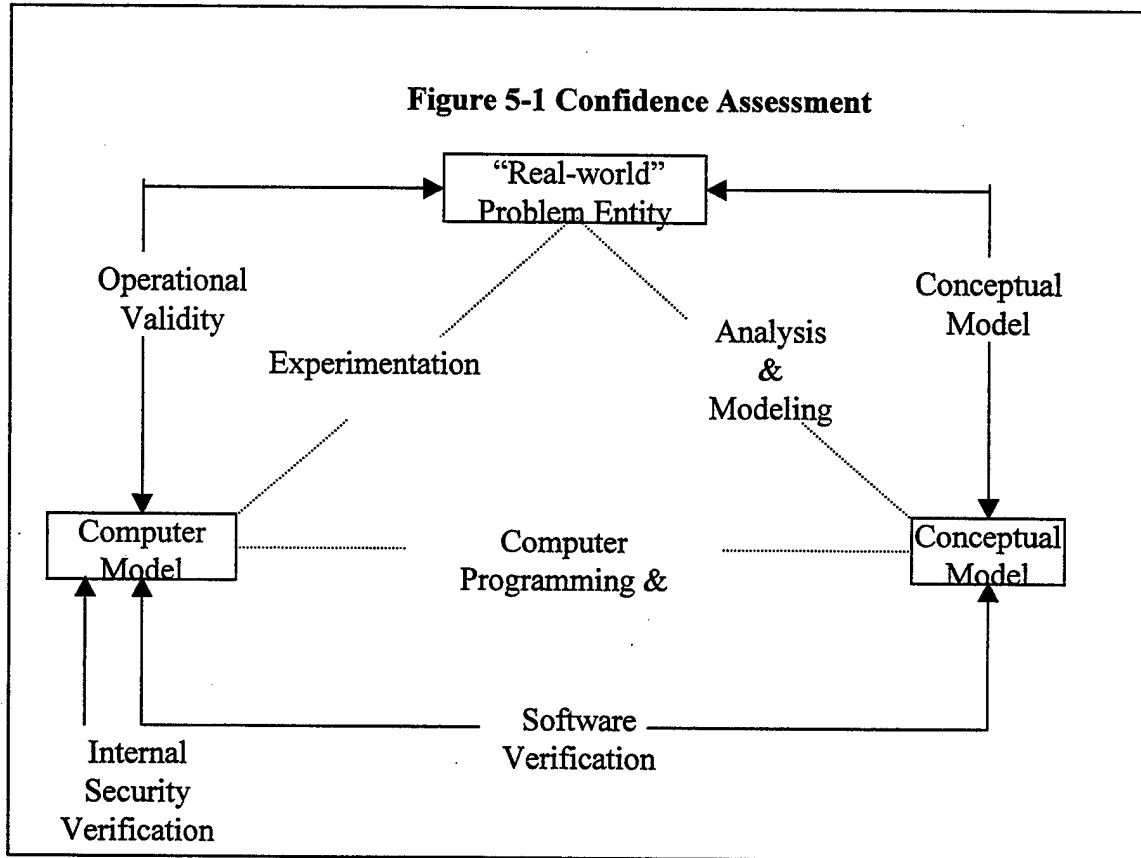 Figure 5-1 Confidence Assessment
“Real-world”
Problem Entity
Operational
Validity
Conceptual
Model
Experimentation
Analysis
&
Modeling
Computer
Model
Computer
Programming &
Conceptual
Model
Software
Verification
Internal
Security
Verification